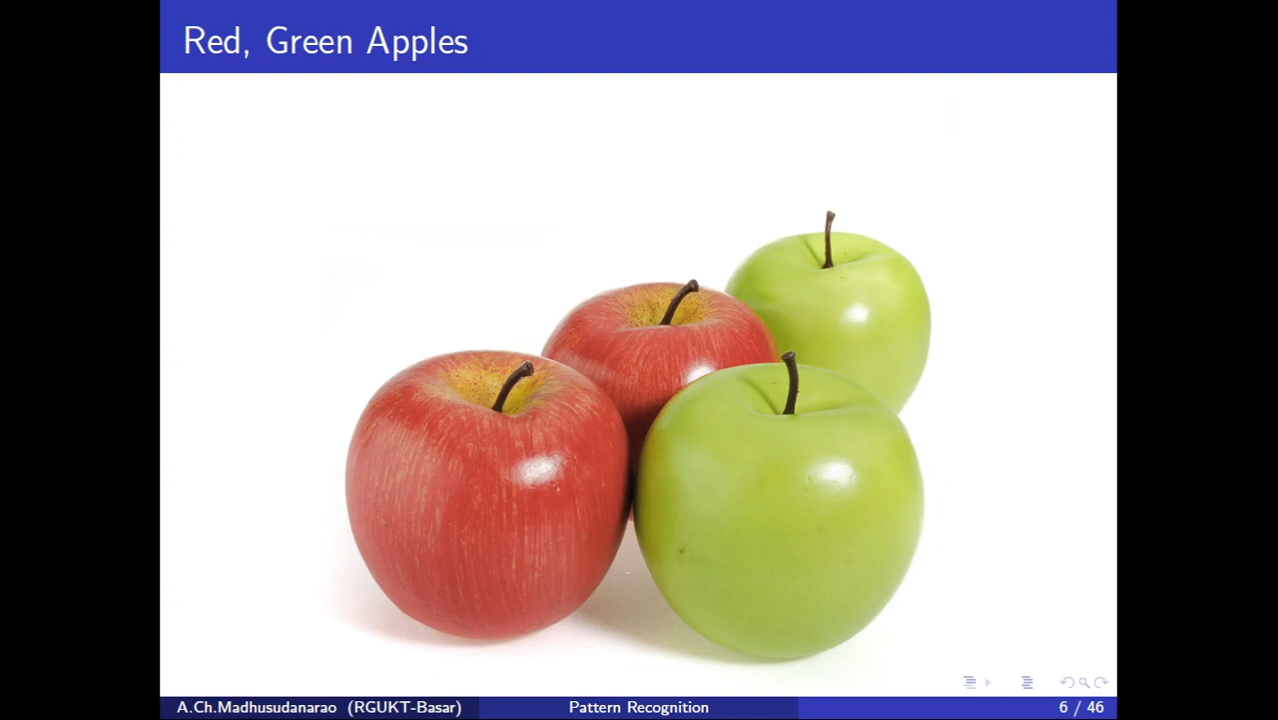 Red, Green Apples
A.Ch.Madhusudanarao (RGUKT-Basar)
Pattern Recognition
6 / 46